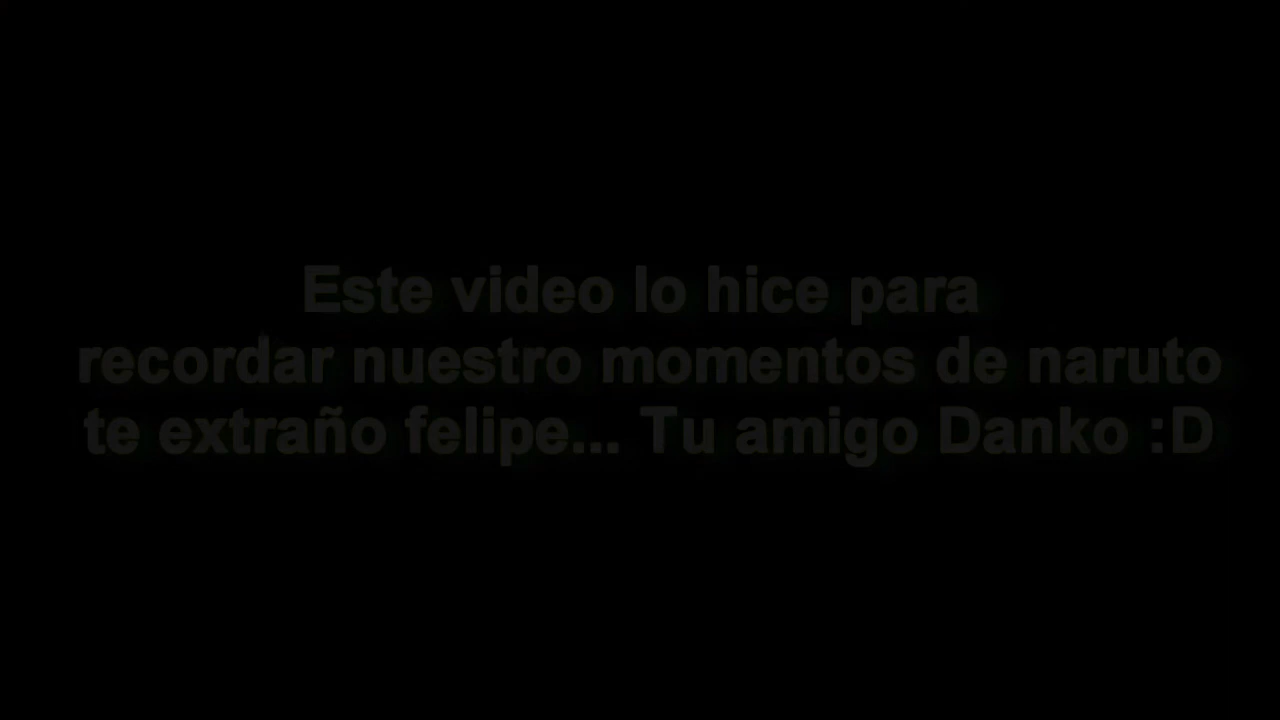 Este video lo hice para
recordar nuestro momentos de naruto
te extraño felipe... Tu amigo Danko :D